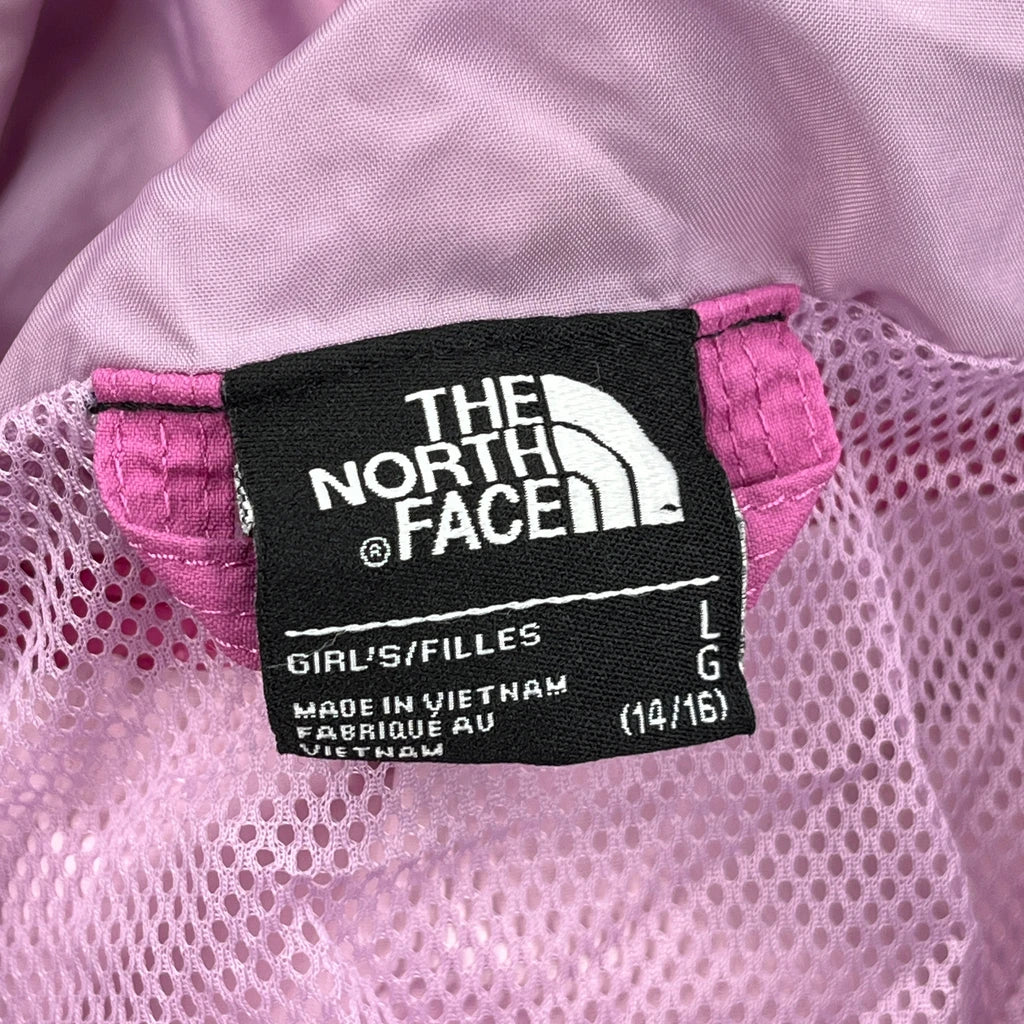 THE
NORTH
FACE
®
GIRL'S/FILLES
L
G
(14/16)
MADE IN VIETNAM
FABRIQUÉ AU
VIETNAM